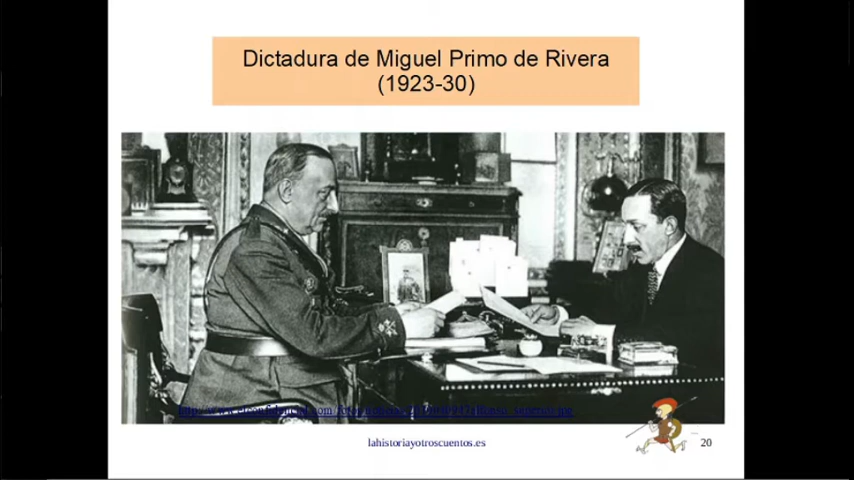 Dictadura de Miguel Primo de Rivera
(1923-30)
lahistoriayotroscuentos.es
20